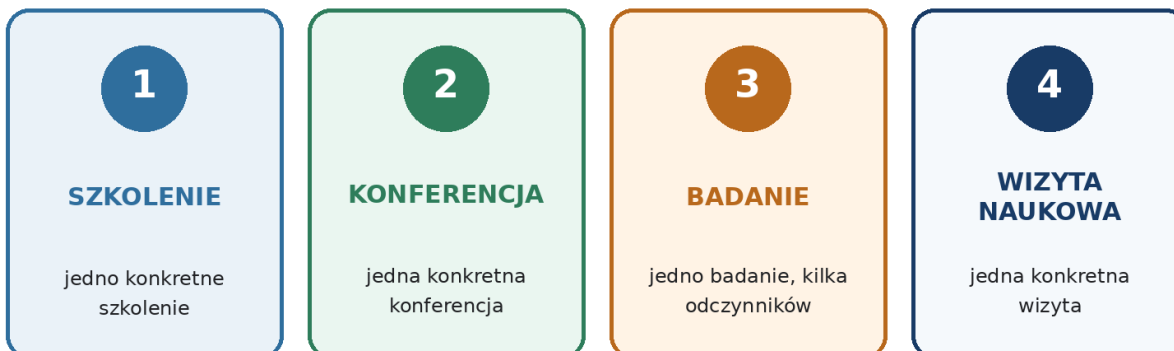 1
SZKOLENIE
jedno konkretne
szkolenie
2
KONFERENCJA
jedna konkretna
konferencja
3
BADANIE
jedno badanie, kilka
odczynników
4
WIZYTA
NAUKOWA
jedna konkretna
wizyta